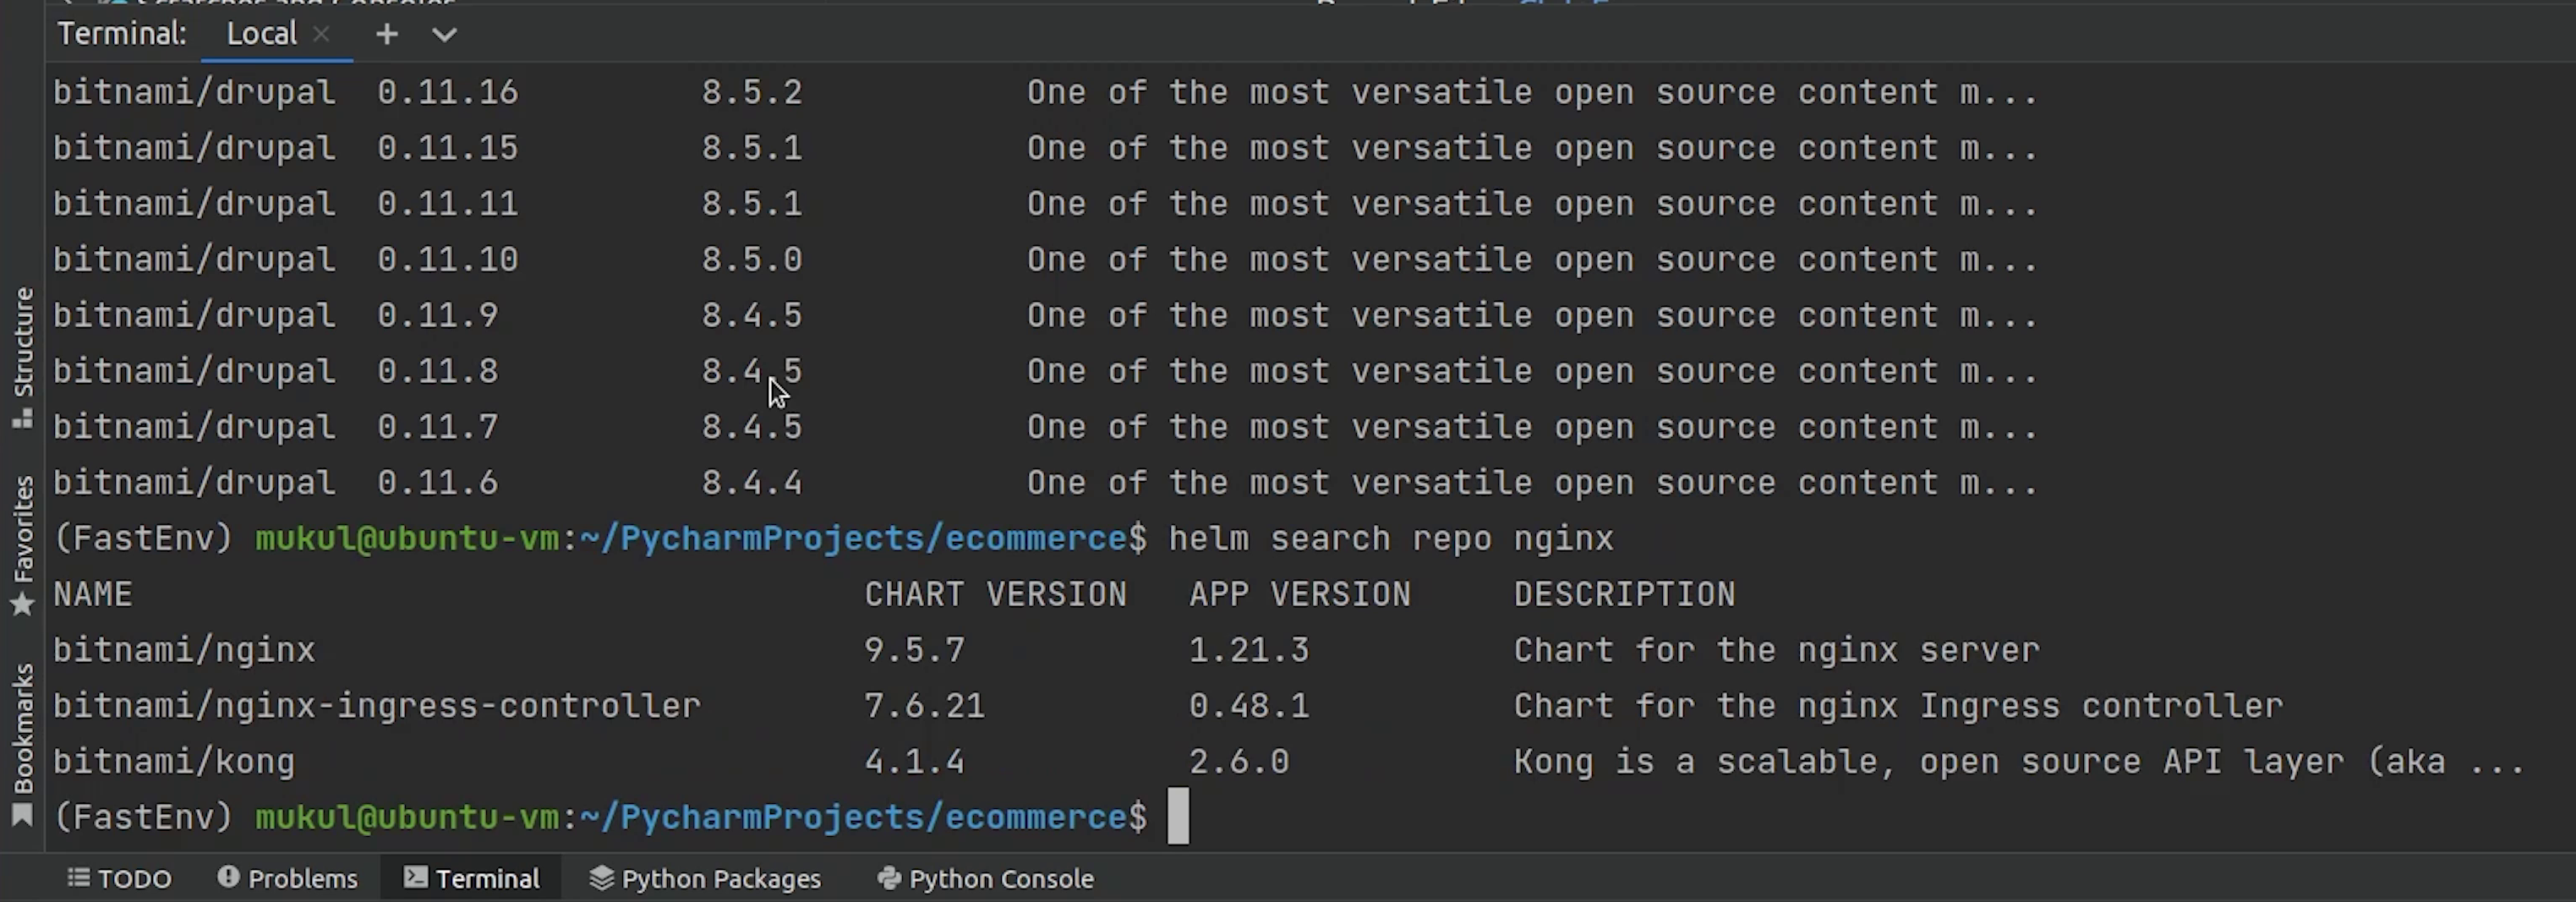 Terminal: Local
bitnami/drupal 0.11.16 8.5.2 One of the most versatile open source content m...
bitnami/drupal 0.11.15 8.5.1 One of the most versatile open source content m...
bitnami/drupal 0.11.11 8.5.1 One of the most versatile open source content m...
bitnami/drupal 0.11.10 8.5.0 One of the most versatile open source content m...
bitnami/drupal 0.11.9 8.4.5 One of the most versatile open source content m...
bitnami/drupal 0.11.8 8.4.5 One of the most versatile open source content m...
bitnami/drupal 0.11.7 8.4.5 One of the most versatile open source content m...
bitnami/drupal 0.11.6 8.4.4 One of the most versatile open source content m...
(FastEnv) mukul@ubuntu-vm:~/PycharmProjects/ecommerce$ helm search repo nginx
NAME CHART VERSION APP VERSION DESCRIPTION
bitnami/nginx 9.5.7 1.21.3 Chart for the nginx server
bitnami/nginx-ingress-controller 7.6.21 0.48.1 Chart for the nginx Ingress controller
bitnami/kong 4.1.4 2.6.0 Kong is a scalable, open source API layer (aka ...
(FastEnv) mukul@ubuntu-vm:~/PycharmProjects/ecommerce$
Structure
Favorites
Bookmarks
TODO Problems Terminal Python Packages Python Console